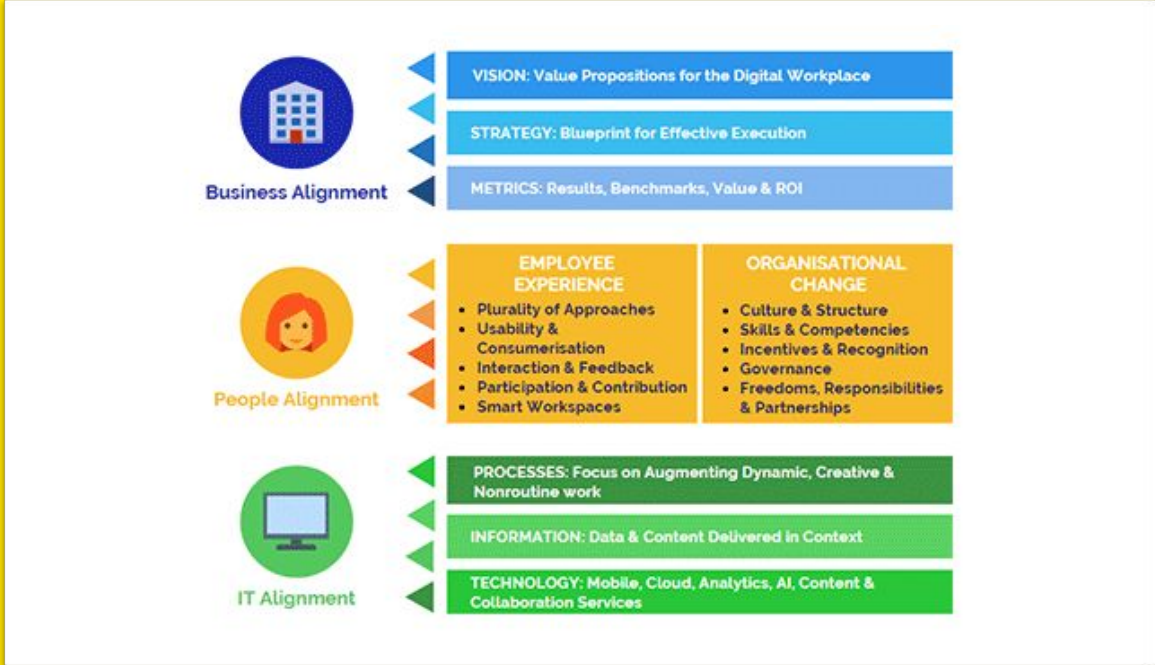 VISION: Value Propositions for the Digital Workplace
STRATEGY: Blueprint for Effective Execution
METRICS: Results, Benchmarks, Value & ROI
Business Alignment
EMPLOYEE
EXPERIENCE
• Plurality of Approaches
• Usability &
Consumerisation
• Interaction & Feedback
• Participation & Contribution
• Smart Workspaces
ORGANISATIONAL
CHANGE
• Culture & Structure
• Skills & Competencies
• Incentives & Recognition
• Governance
• Freedoms, Responsibilities
& Partnerships
People Alignment
PROCESSES: Focus on Augmenting Dynamic, Creative &
Nonroutine work
INFORMATION: Data & Content Delivered in Context
TECHNOLOGY: Mobile, Cloud, Analytics, AI, Content &
Collaboration Services
IT Alignment